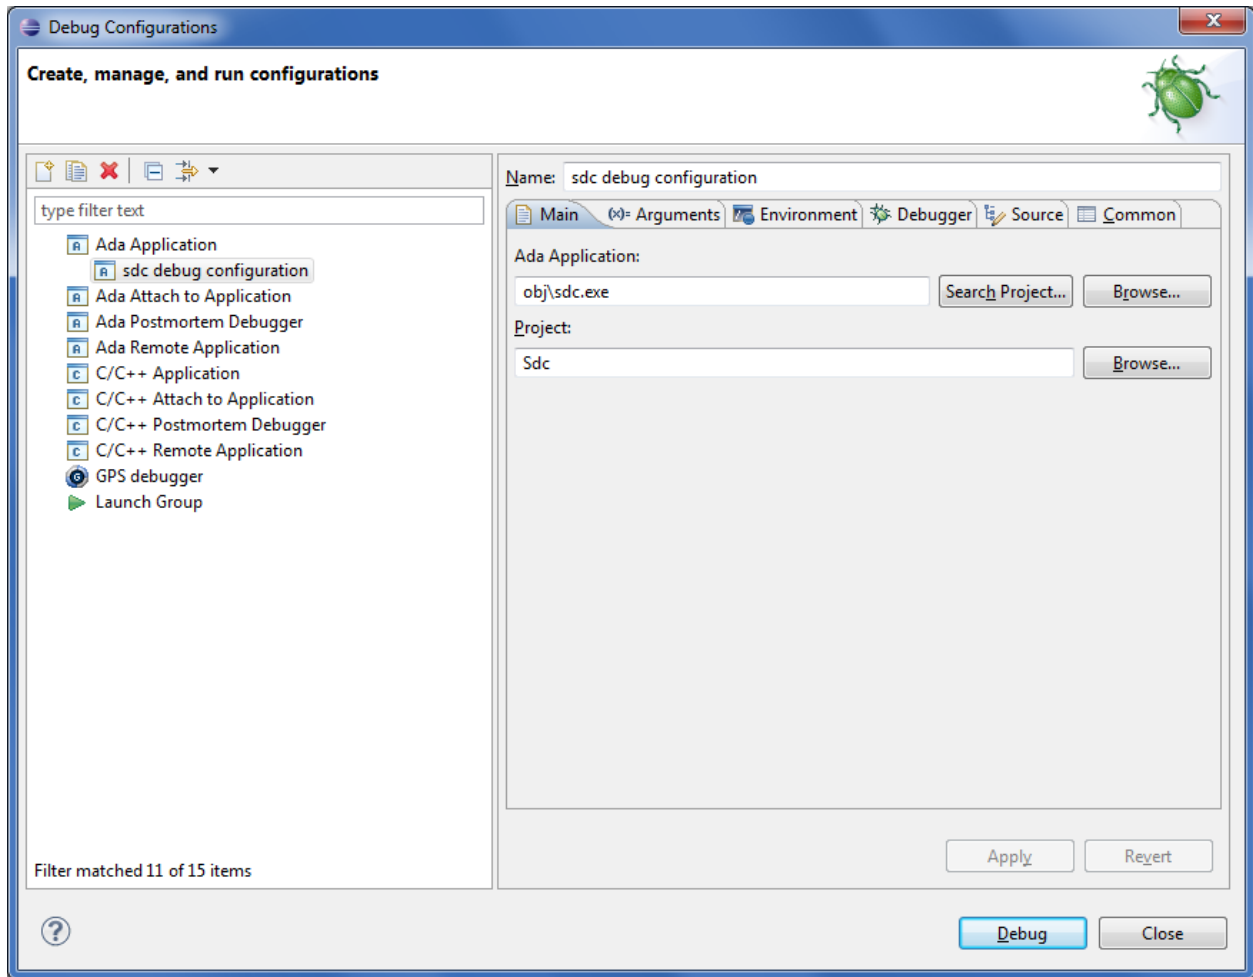 Debug Configurations
Create, manage, and run configurations
type filter text
Ada Application
sdc debug configuration
Ada Attach to Application
Ada Postmortem Debugger
Ada Remote Application
C/C++ Application
C/C++ Attach to Application
C/C++ Postmortem Debugger
C/C++ Remote Application
GPS debugger
Launch Group
Filter matched 11 of 15 items
Name: sdc debug configuration
Main (x)= Arguments Environment Debugger Source Common
Ada Application:
obj\sdc.exe Search Project... Browse...
Project:
Sdc Browse...
Apply Revert
Debug Close